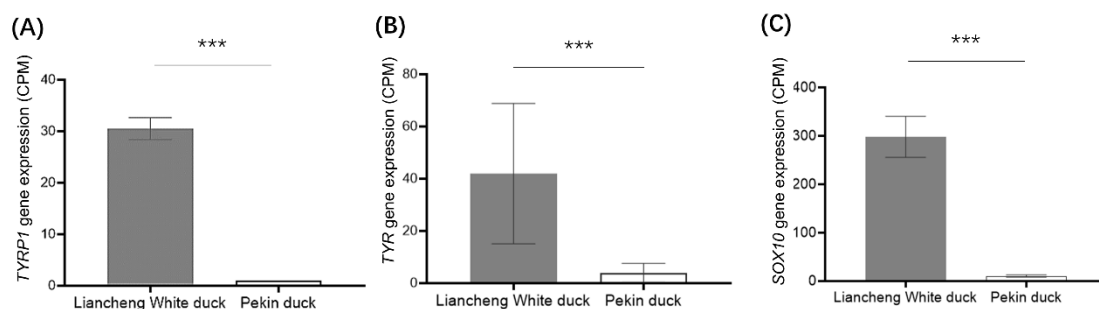 (A)
***
TYRP1 gene expression (CPM)
40
30
20
10
0
Liancheng White duck Pekin duck
(B)
***
TYR gene expression (CPM)
80
60
40
20
0
Liancheng White duck Pekin duck
(C)
***
SOX10 gene expression (CPM)
400
300
200
100
0
Liancheng White duck Pekin duck